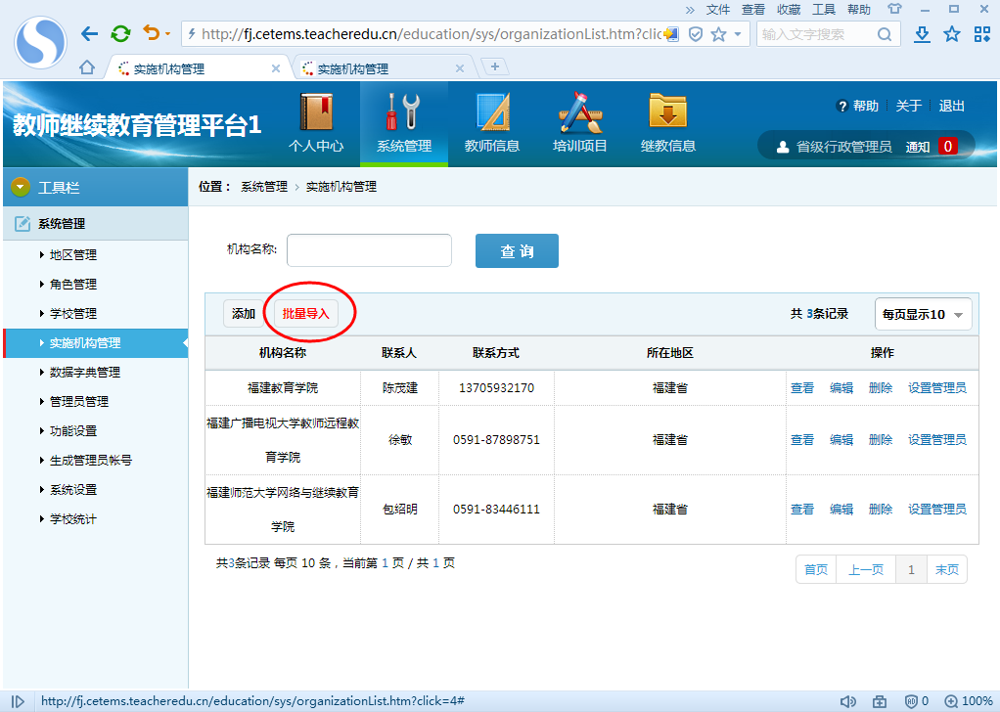 » 文件 查看 收藏 工具 帮助
http://fj.cetems.teacheredu.cn/education/sys/organizationList.htm?clic
输入文字搜索
实施机构管理
实施机构管理
教师继续教育管理平台1
个人中心
系统管理
教师信息
培训项目
继教信息
帮助 关于 退出
省级行政管理员 通知 0
工具栏
位置： 系统管理 › 实施机构管理
系统管理
地区管理
角色管理
学校管理
实施机构管理
数据字典管理
管理员管理
功能设置
生成管理员帐号
系统设置
学校统计
机构名称:
查 询
添加 批量导入 共 3条记录 每页显示10
机构名称 联系人 联系方式 所在地区 操作
福建教育学院 陈茂建 13705932170 福建省 查看 编辑 删除 设置管理员
福建广播电视大学教师远程教
育学院
徐敏 0591-87898751 福建省 查看 编辑 删除 设置管理员
福建师范大学网络与继续教育
学院
包绍明 0591-83446111 福建省 查看 编辑 删除 设置管理员
共3条记录 每页 10 条，当前第 1 页 / 共 1 页
首页 上一页 1 末页
http://fj.cetems.teacheredu.cn/education/sys/organizationList.htm?click=4#
0 100%